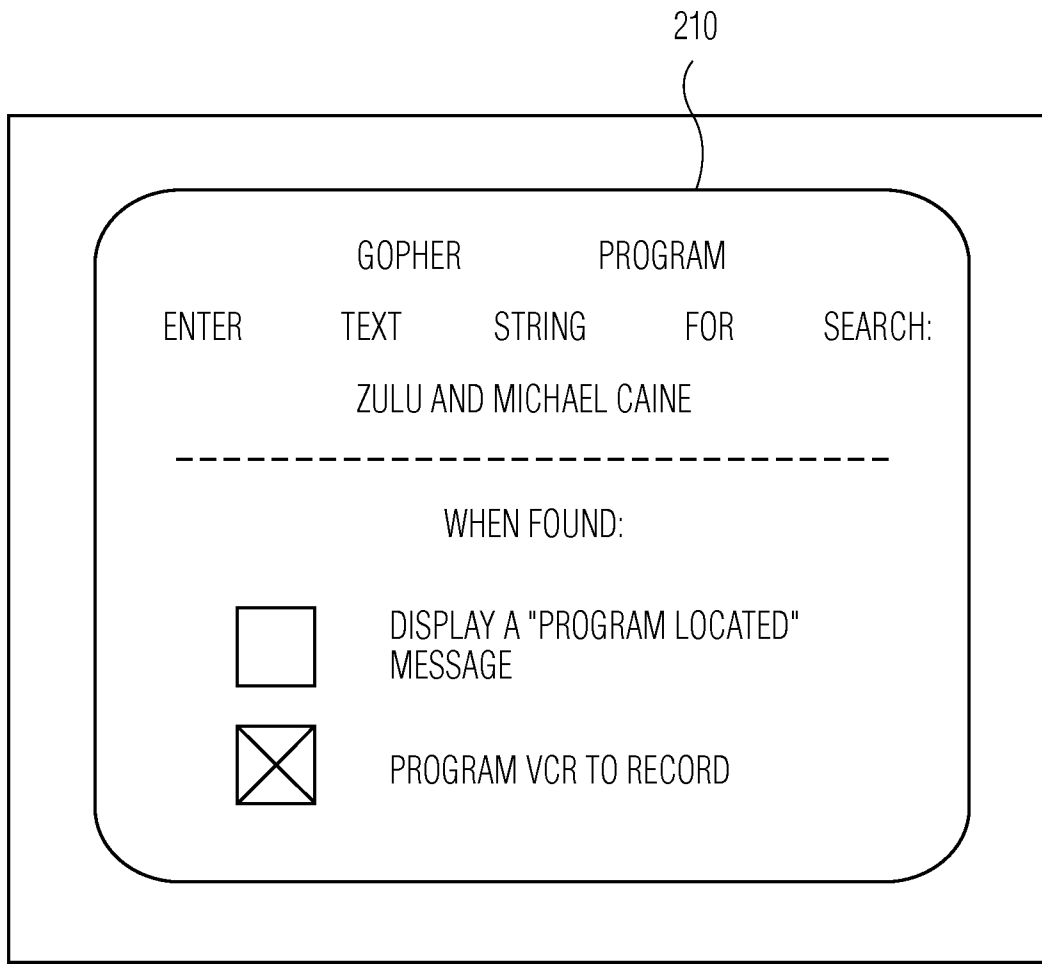 210
GOPHER PROGRAM
ENTER TEXT STRING FOR SEARCH:
ZULU AND MICHAEL CAINE
WHEN FOUND:
DISPLAY A "PROGRAM LOCATED"
MESSAGE
PROGRAM VCR TO RECORD